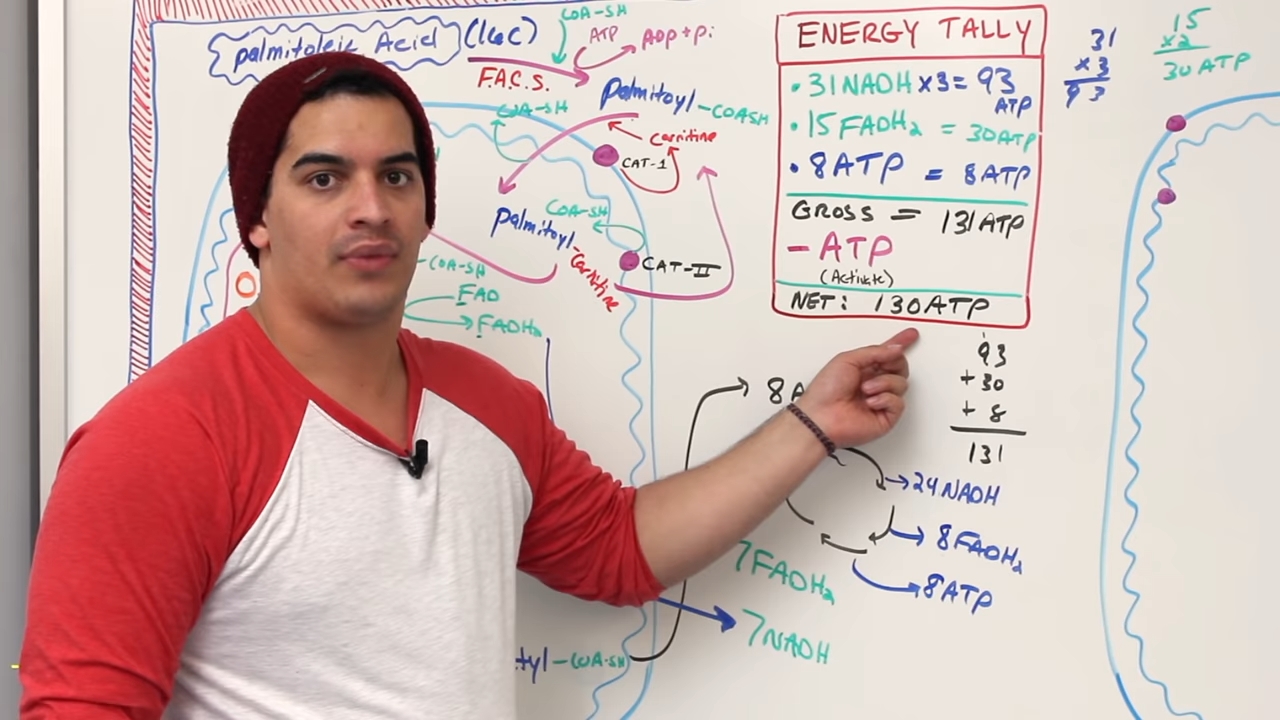 palmitoleic Acid (16C)
COA-SH
ATP
ADP + Pi
F.A.C.S.
palmitoyl-COASH
COA-SH
Carnitine
CAT-1
palmitoyl-Carnitine
COA-SH
CAT-II
-COA-SH
FAD
FADH2
ENERGY TALLY
• 31 NADH x3 = 93 ATP
• 15 FADH2 = 30 ATP
• 8 ATP = 8 ATP
GROSS = 131 ATP
- ATP
(Activate)
NET: 130 ATP
31
x3
93
15
x2
30 ATP
1
93
+ 30
+ 8
131
8 A
24 NADH
8 FADH2
8 ATP
7 FADH2
7 NADH
tyl-COA-SH